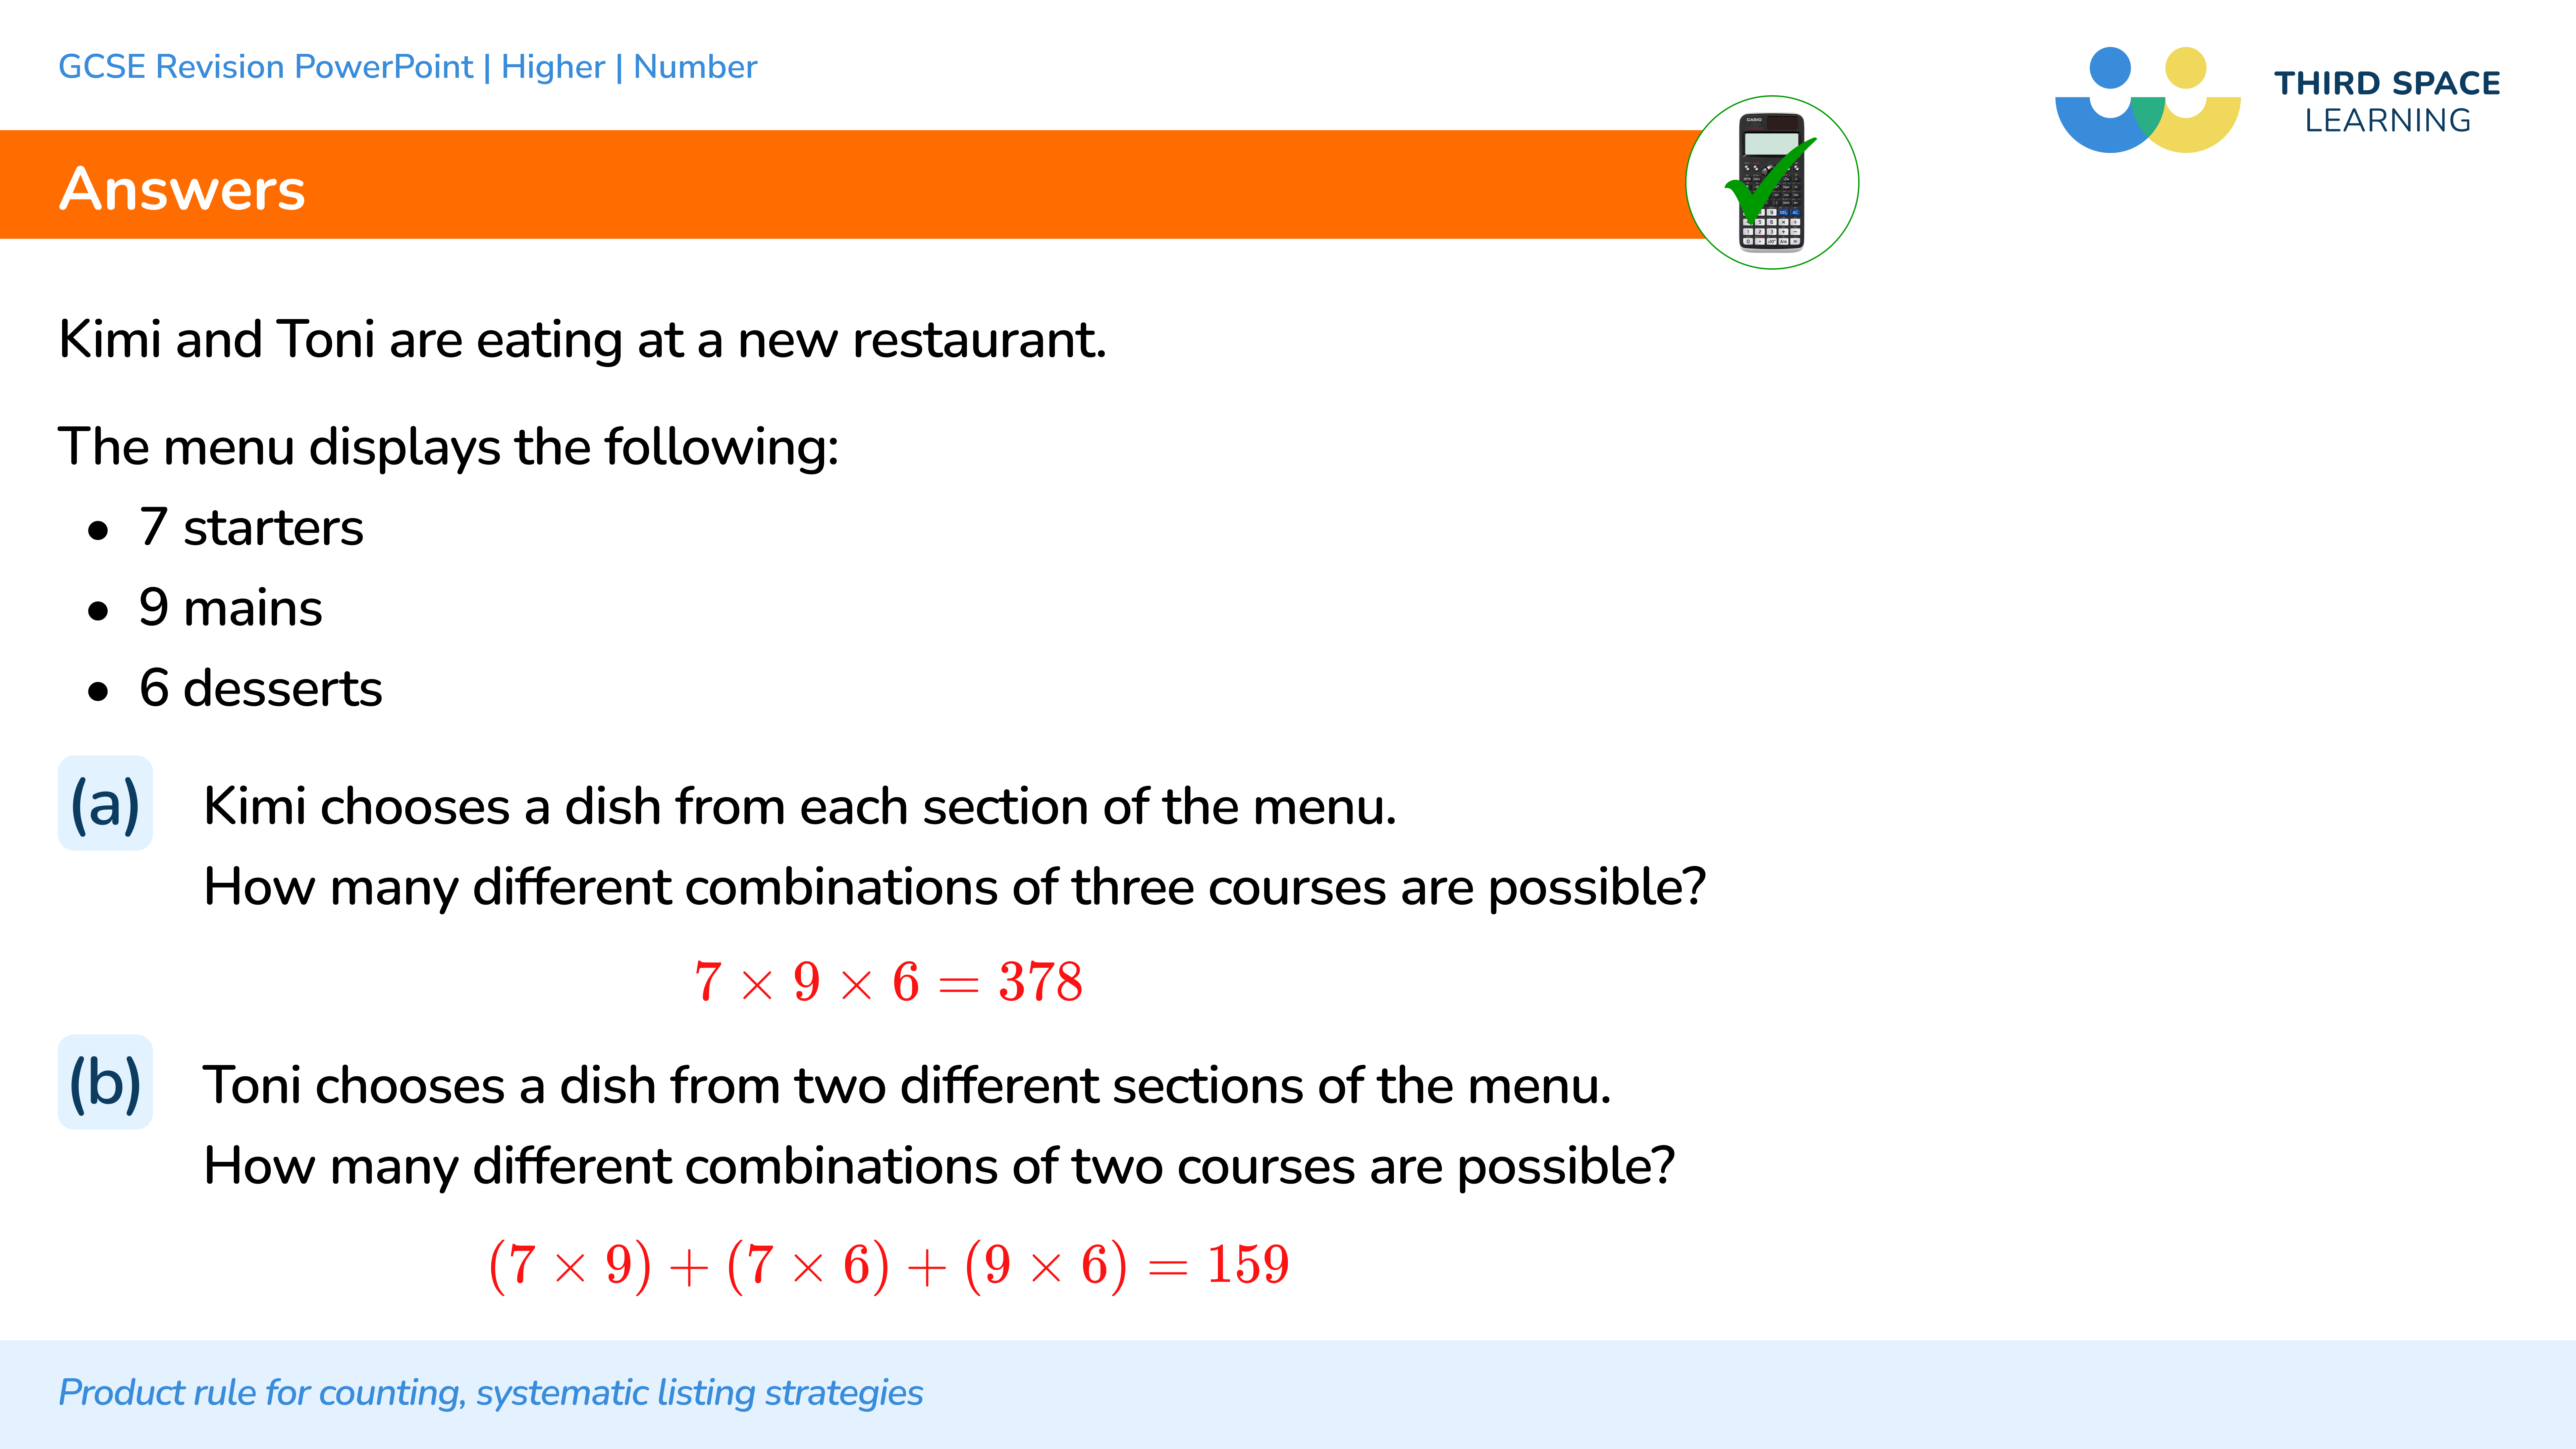 GCSE Revision PowerPoint | Higher | Number
THIRD SPACE
LEARNING
Answers
CASIO
Kimi and Toni are eating at a new restaurant.
The menu displays the following:
• 7 starters
• 9 mains
• 6 desserts
(a) Kimi chooses a dish from each section of the menu.
How many different combinations of three courses are possible?
7 × 9 × 6 = 378
(b) Toni chooses a dish from two different sections of the menu.
How many different combinations of two courses are possible?
(7 × 9) + (7 × 6) + (9 × 6) = 159
Product rule for counting, systematic listing strategies